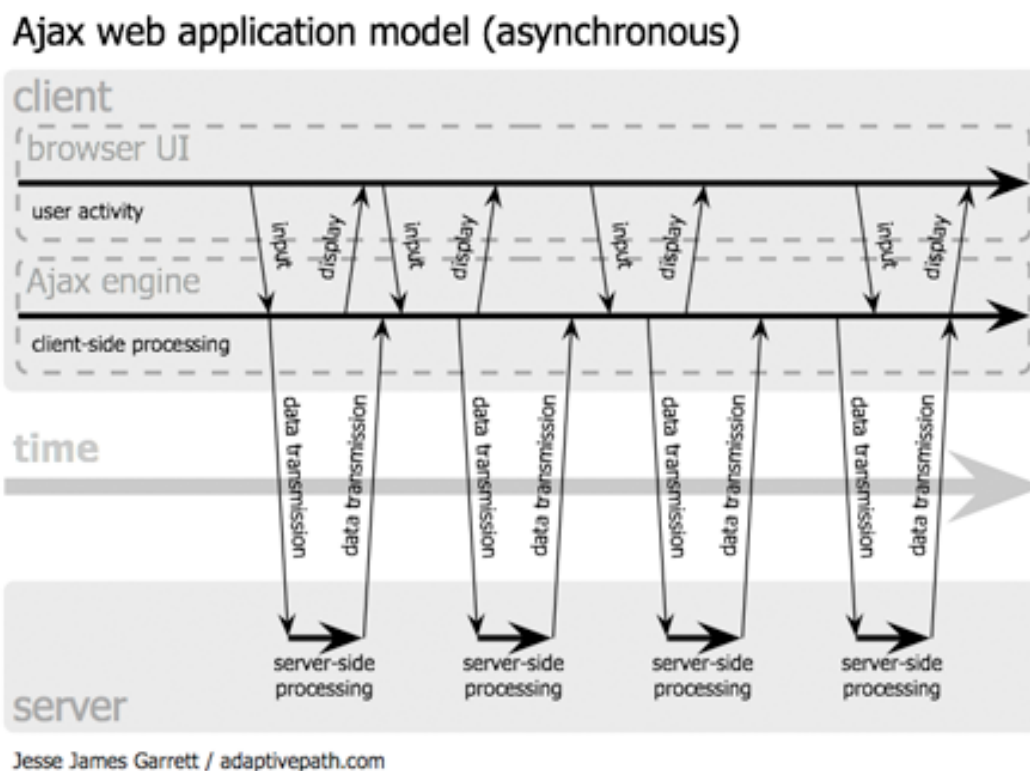 Ajax web application model (asynchronous)
client
browser UI
user activity
input
display
input
display
input
display
input
display
Ajax engine
client-side processing
time
data transmission
data transmission
data transmission
data transmission
data transmission
data transmission
data transmission
data transmission
server-side
processing
server-side
processing
server-side
processing
server-side
processing
server
Jesse James Garrett / adaptivepath.com